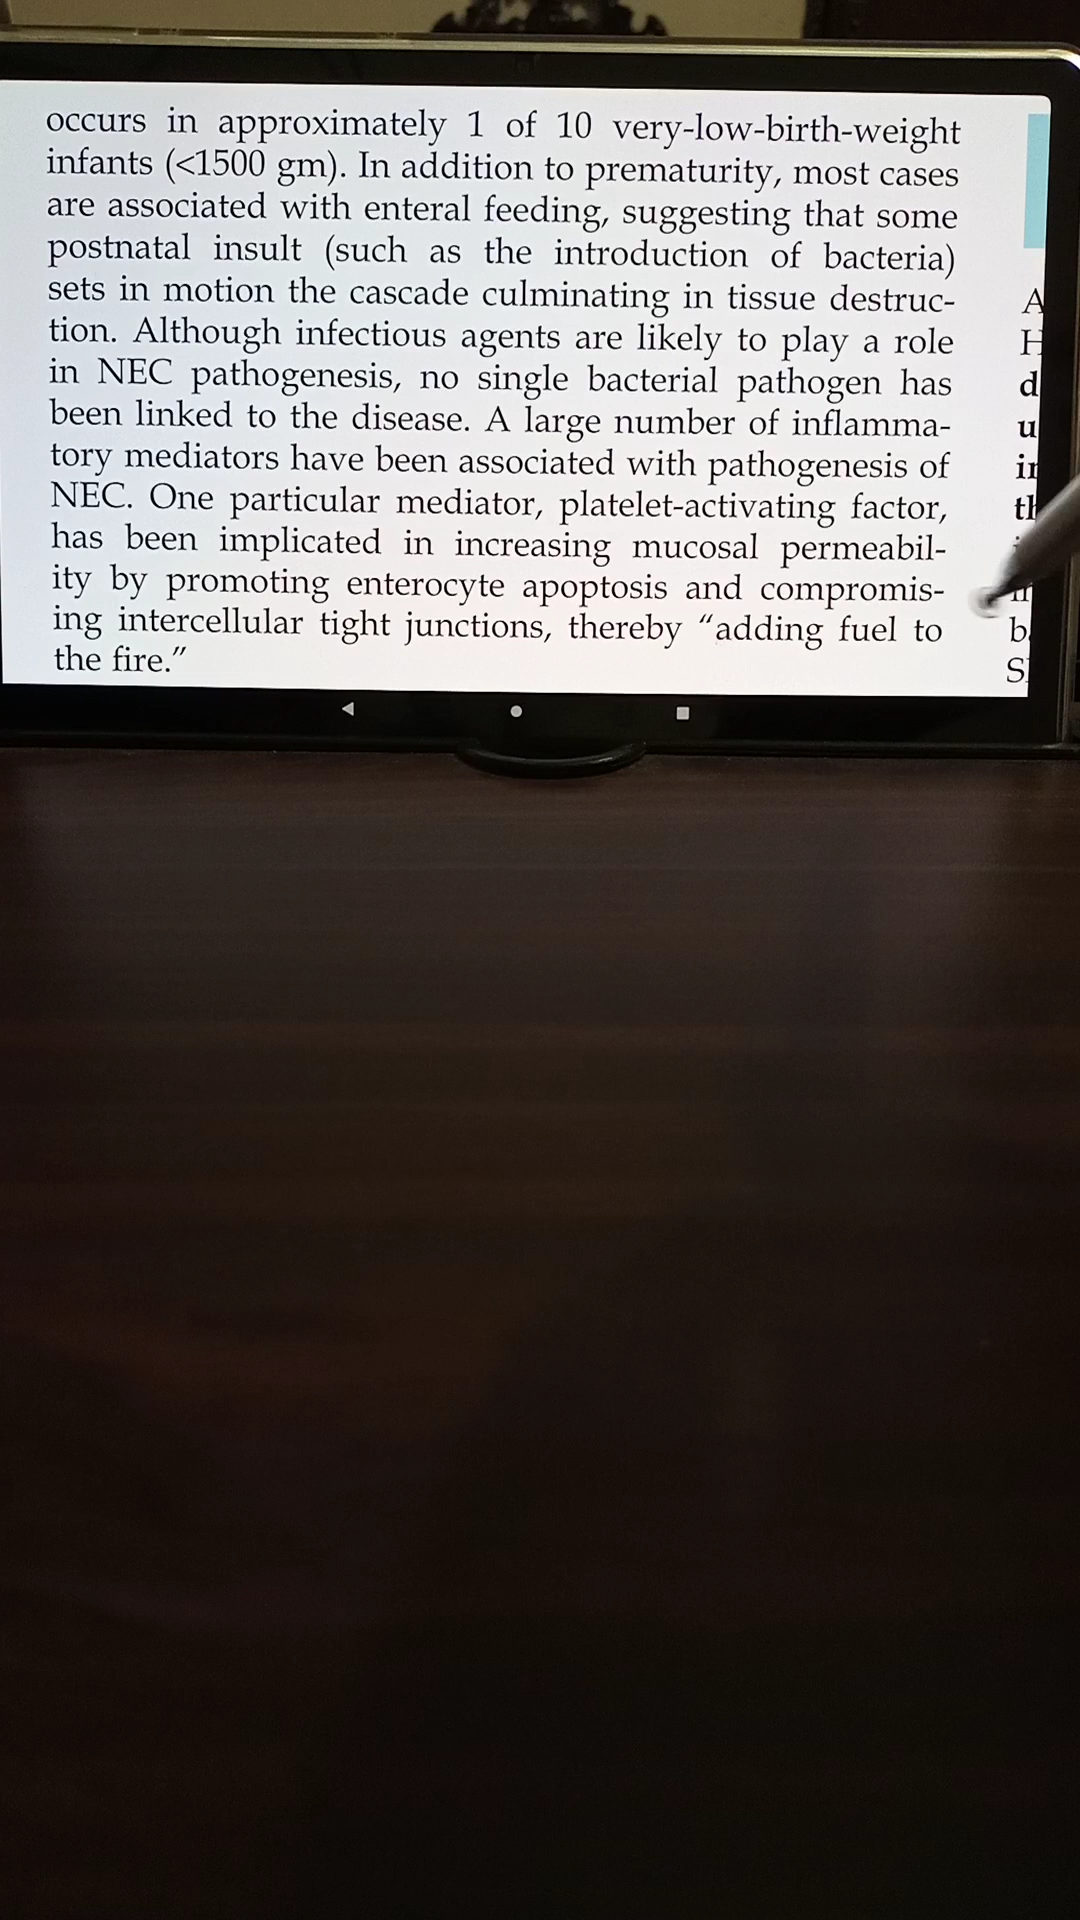 occurs in approximately 1 of 10 very-low-birth-weight
infants (<1500 gm). In addition to prematurity, most cases
are associated with enteral feeding, suggesting that some
postnatal insult (such as the introduction of bacteria)
sets in motion the cascade culminating in tissue destruc-
tion. Although infectious agents are likely to play a role
in NEC pathogenesis, no single bacterial pathogen has
been linked to the disease. A large number of inflamma-
tory mediators have been associated with pathogenesis of
NEC. One particular mediator, platelet-activating factor,
has been implicated in increasing mucosal permeabil-
ity by promoting enterocyte apoptosis and compromis-
ing intercellular tight junctions, thereby “adding fuel to
the fire.”